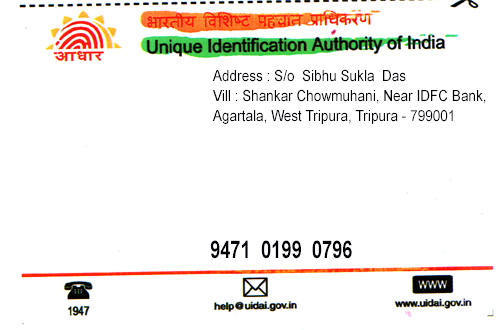 भारतीय विशिष्ट पहचान प्राधिकरण
Unique Identification Authority of India
आधार
Address : S/o Sibhu Sukla Das
Vill : Shankar Chowmuhani, Near IDFC Bank,
Agartala, West Tripura, Tripura - 799001
9471 0199 0796
1947
help@uidai.gov.in
WWW
www.uidai.gov.in